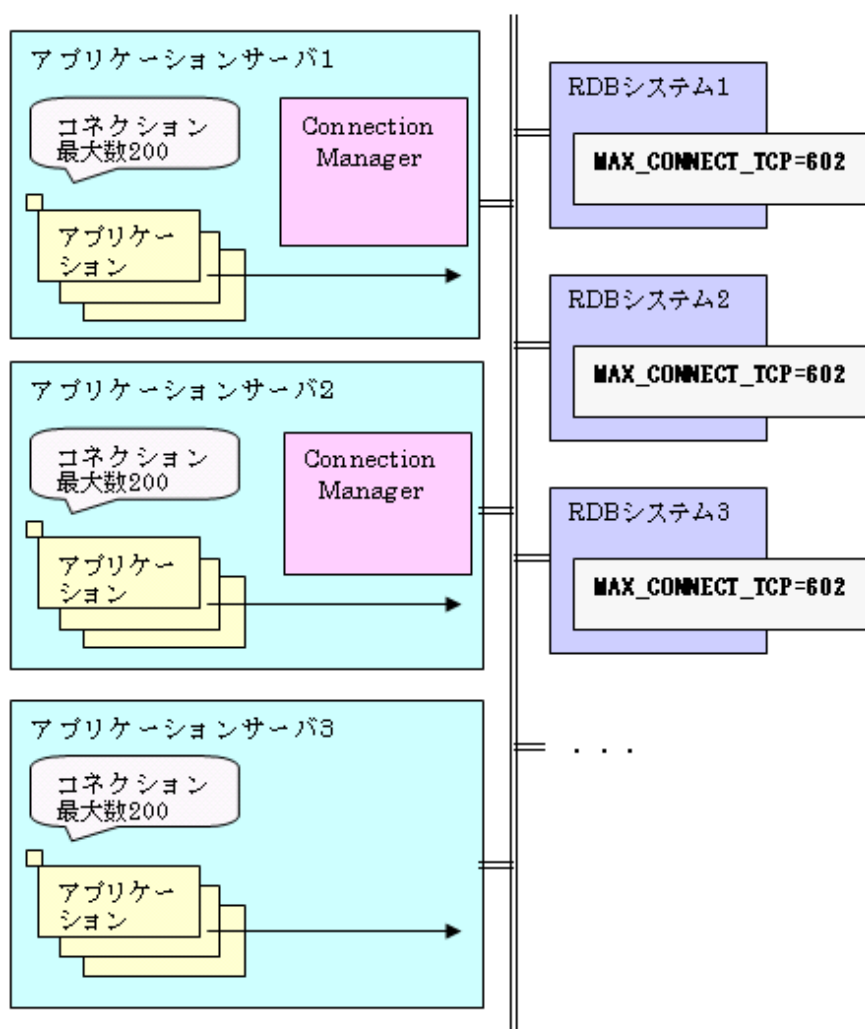 アプリケーションサーバ1
コネクション
最大数200
Connection
Manager
アプリケー
ション
アプリケーションサーバ2
コネクション
最大数200
Connection
Manager
アプリケー
ション
アプリケーションサーバ3
コネクション
最大数200
アプリケー
ション
RDBシステム1
MAX_CONNECT_TCP=602
RDBシステム2
MAX_CONNECT_TCP=602
RDBシステム3
MAX_CONNECT_TCP=602
...